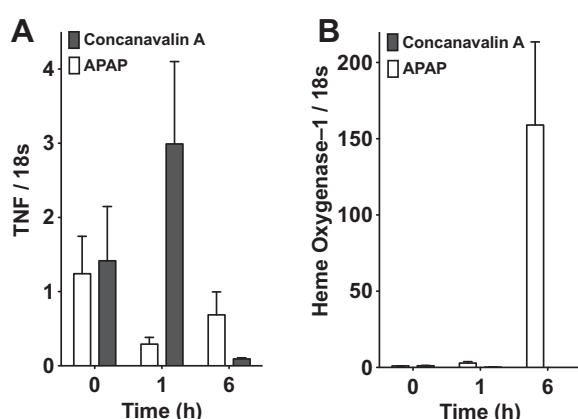 A
Concanavalin A
APAP
TNF / 18s
4
3
2
1
0
0 1 6
Time (h)
B
Concanavalin A
APAP
Heme Oxygenase–1 / 18s
200
150
100
50
0
0 1 6
Time (h)